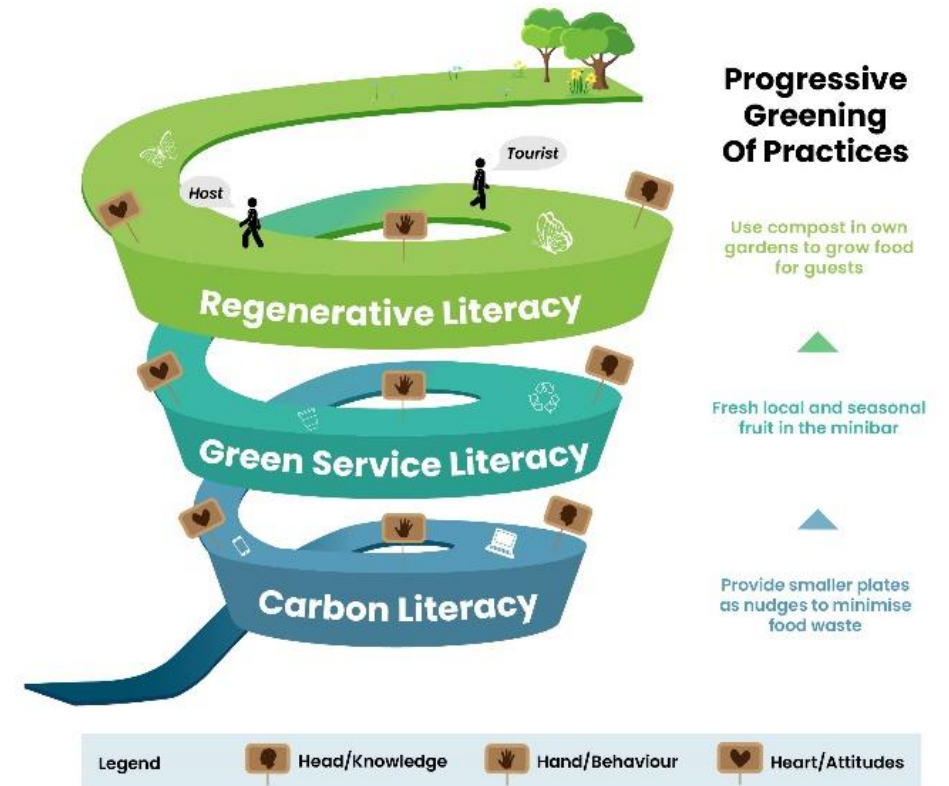 Progressive
Greening
Of Practices
Tourist
Host
Use compost in own
gardens to grow food
for guests
Regenerative Literacy
Fresh local and seasonal
fruit in the minibar
Green Service Literacy
Provide smaller plates
as nudges to minimise
food waste
Carbon Literacy
Legend
Head/Knowledge
Hand/Behaviour
Heart/Attitudes